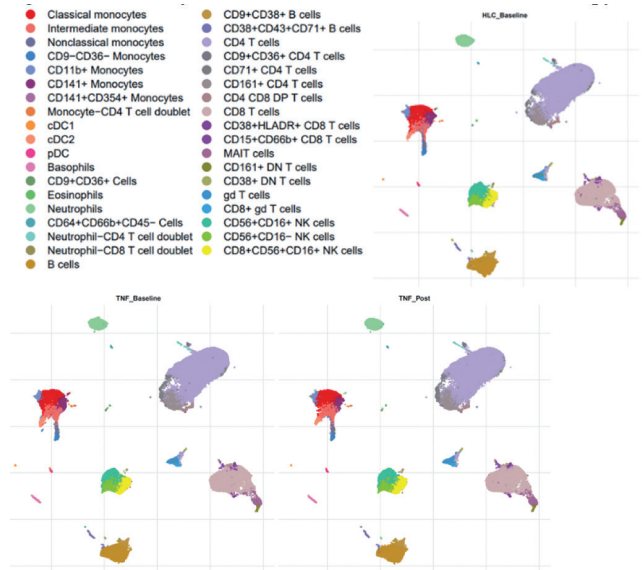 Classical monocytes
Intermediate monocytes
Nonclassical monocytes
CD9−CD36− Monocytes
CD11b+ Monocytes
CD141+ Monocytes
CD141+CD354+ Monocytes
Monocyte−CD4 T cell doublet
cDC1
cDC2
pDC
Basophils
CD9+CD36+ Cells
Eosinophils
Neutrophils
CD64+CD66b+CD45− Cells
Neutrophil−CD4 T cell doublet
Neutrophil−CD8 T cell doublet
B cells
CD9+CD38+ B cells
CD38+CD43+CD71+ B cells
CD4 T cells
CD9+CD36+ CD4 T cells
CD71+ CD4 T cells
CD161+ CD4 T cells
CD4 CD8 DP T cells
CD8 T cells
CD38+HLADR+ CD8 T cells
CD15+CD66b+ CD8 T cells
MAIT cells
CD161+ DN T cells
CD38+ DN T cells
gd T cells
CD8+ gd T cells
CD56+CD16+ NK cells
CD56+CD16− NK cells
CD8+CD56+CD16+ NK cells
HLC_Baseline
TNF_Baseline
TNF_Post